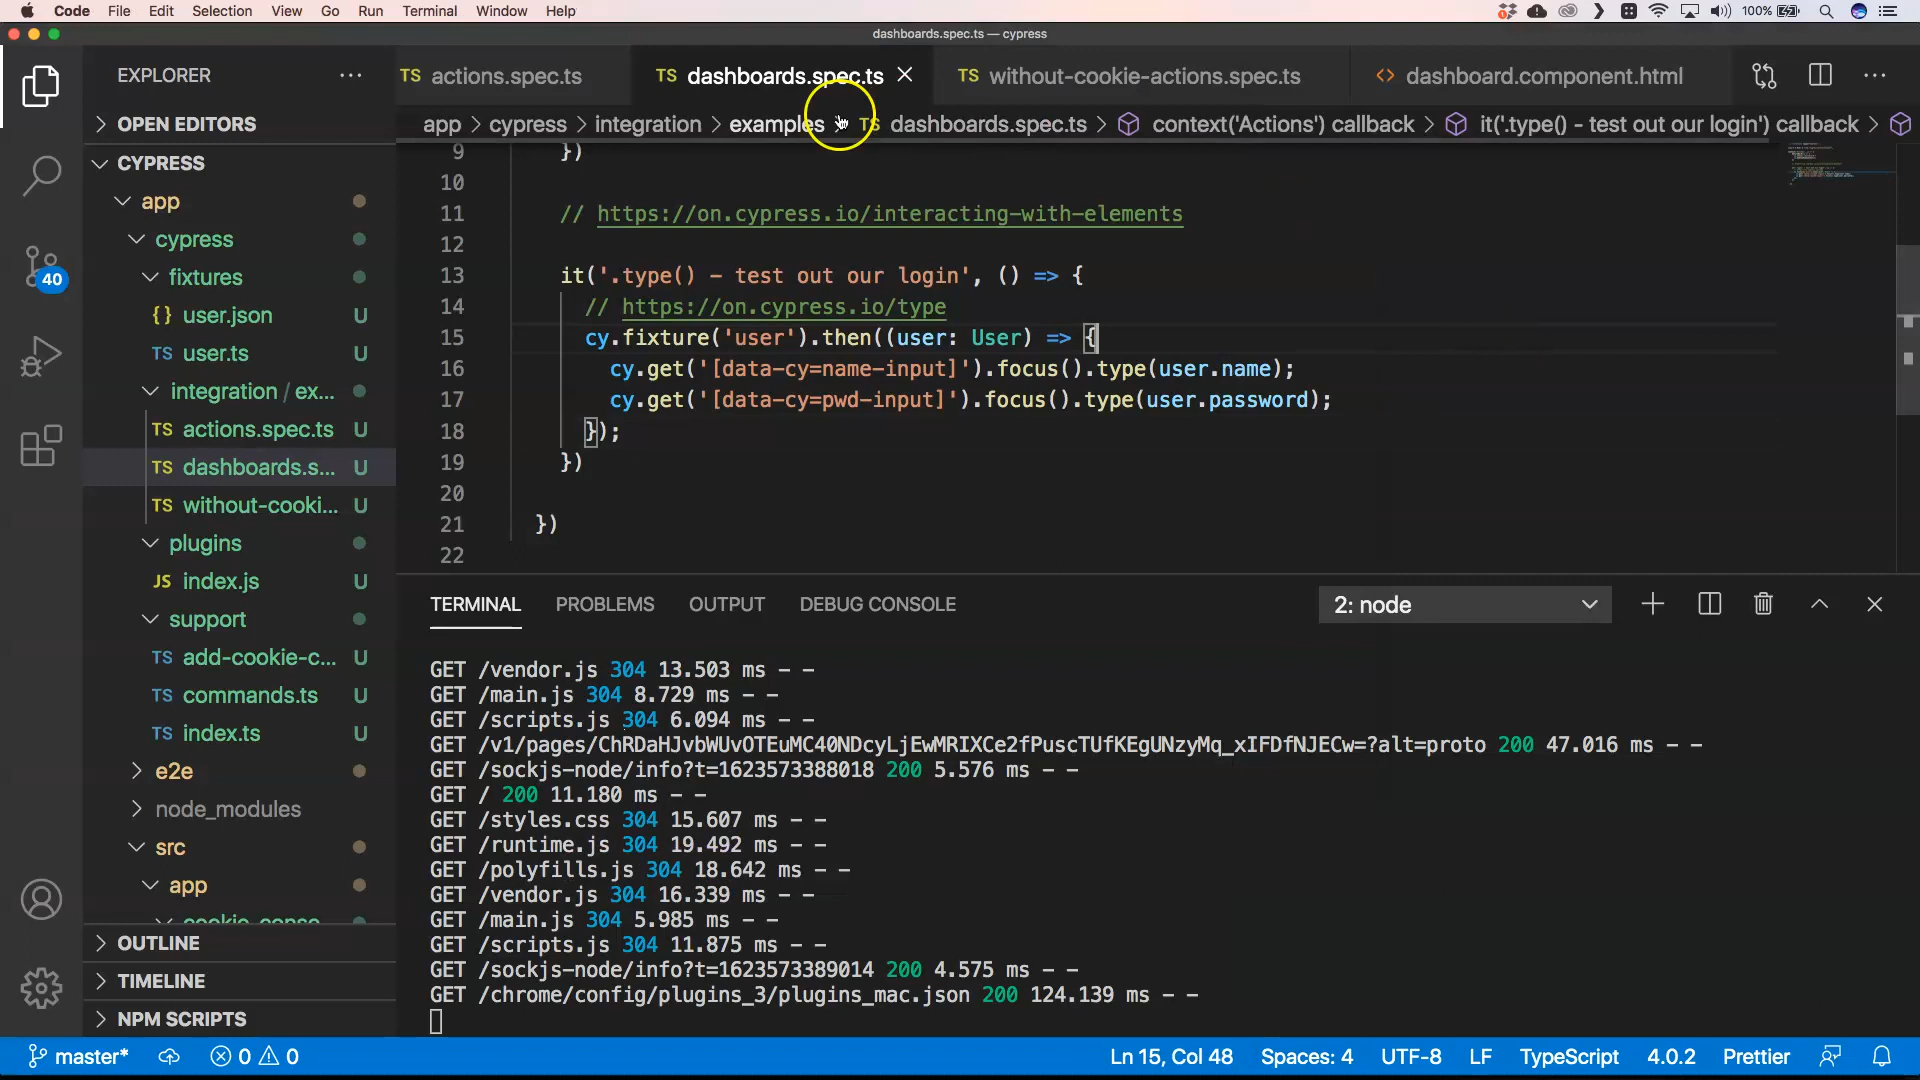 Code File Edit Selection View Go Run Terminal Window Help 100%
dashboards.spec.ts — cypress
EXPLORER
TS actions.spec.ts
TS dashboards.spec.ts
TS without-cookie-actions.spec.ts
<> dashboard.component.html
app > cypress > integration > examples > TS dashboards.spec.ts > context('Actions') callback > it('.type() - test out our login') callback >
OPEN EDITORS
CYPRESS
app
cypress
fixtures
{} user.json U
TS user.ts U
integration / ex...
TS actions.spec.ts U
TS dashboards.s... U
TS without-cooki... U
plugins
JS index.js U
support
TS add-cookie-c... U
TS commands.ts U
TS index.ts U
e2e
node_modules
src
app
cookie-conse
OUTLINE
TIMELINE
NPM SCRIPTS
40
9 })
10
11 // https://on.cypress.io/interacting-with-elements
12
13 it('.type() - test out our login', () => {
14 // https://on.cypress.io/type
15 cy.fixture('user').then((user: User) => {
16 cy.get('[data-cy=name-input]').focus().type(user.name);
17 cy.get('[data-cy=pwd-input]').focus().type(user.password);
18 });
19 })
20
21 })
22
TERMINAL PROBLEMS OUTPUT DEBUG CONSOLE 2: node
GET /vendor.js 304 13.503 ms - -
GET /main.js 304 8.729 ms - -
GET /scripts.js 304 6.094 ms - -
GET /v1/pages/ChRDaHJvbWUvOTEuMC40NDcyLjEwMRIXCe2fPuscTUfKEgUNzyMq_xIFDfNJECw=?alt=proto 200 47.016 ms - -
GET /sockjs-node/info?t=1623573388018 200 5.576 ms - -
GET / 200 11.180 ms - -
GET /styles.css 304 15.607 ms - -
GET /runtime.js 304 19.492 ms - -
GET /polyfills.js 304 18.642 ms - -
GET /vendor.js 304 16.339 ms - -
GET /main.js 304 5.985 ms - -
GET /scripts.js 304 11.875 ms - -
GET /sockjs-node/info?t=1623573389014 200 4.575 ms - -
GET /chrome/config/plugins_3/plugins_mac.json 200 124.139 ms - -
master* 0 0 Ln 15, Col 48 Spaces: 4 UTF-8 LF TypeScript 4.0.2 Prettier